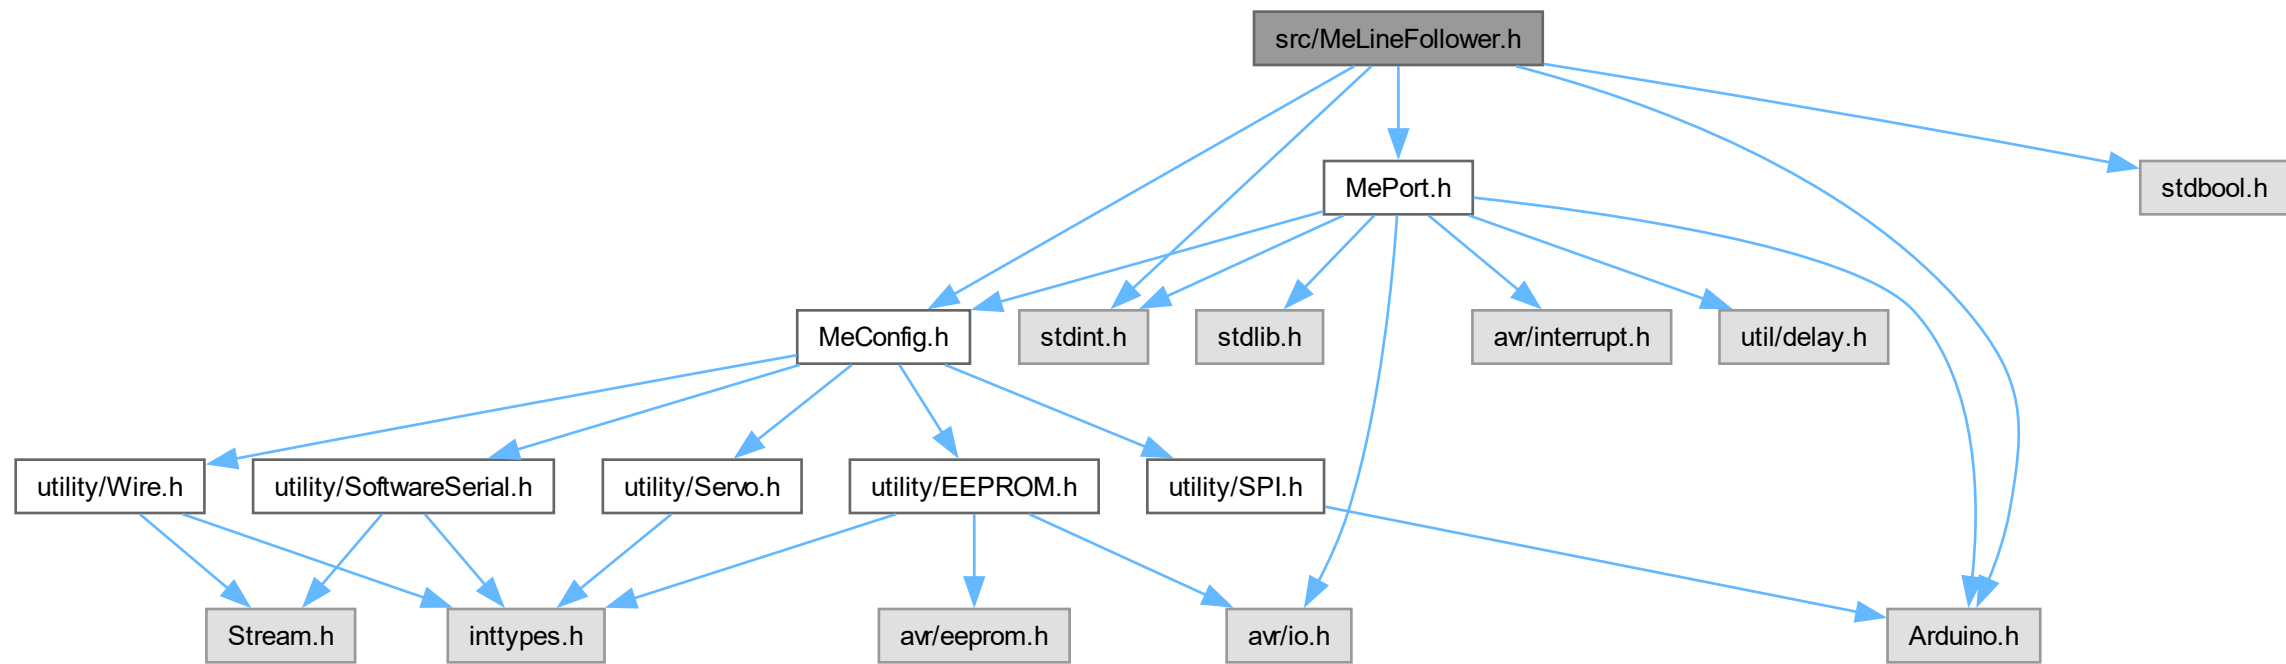 src/MeLineFollower.h
MePort.h
stdbool.h
MeConfig.h
stdint.h
stdlib.h
avr/interrupt.h
util/delay.h
utility/Wire.h
utility/SoftwareSerial.h
utility/Servo.h
utility/EEPROM.h
utility/SPI.h
Stream.h
inttypes.h
avr/eeprom.h
avr/io.h
Arduino.h